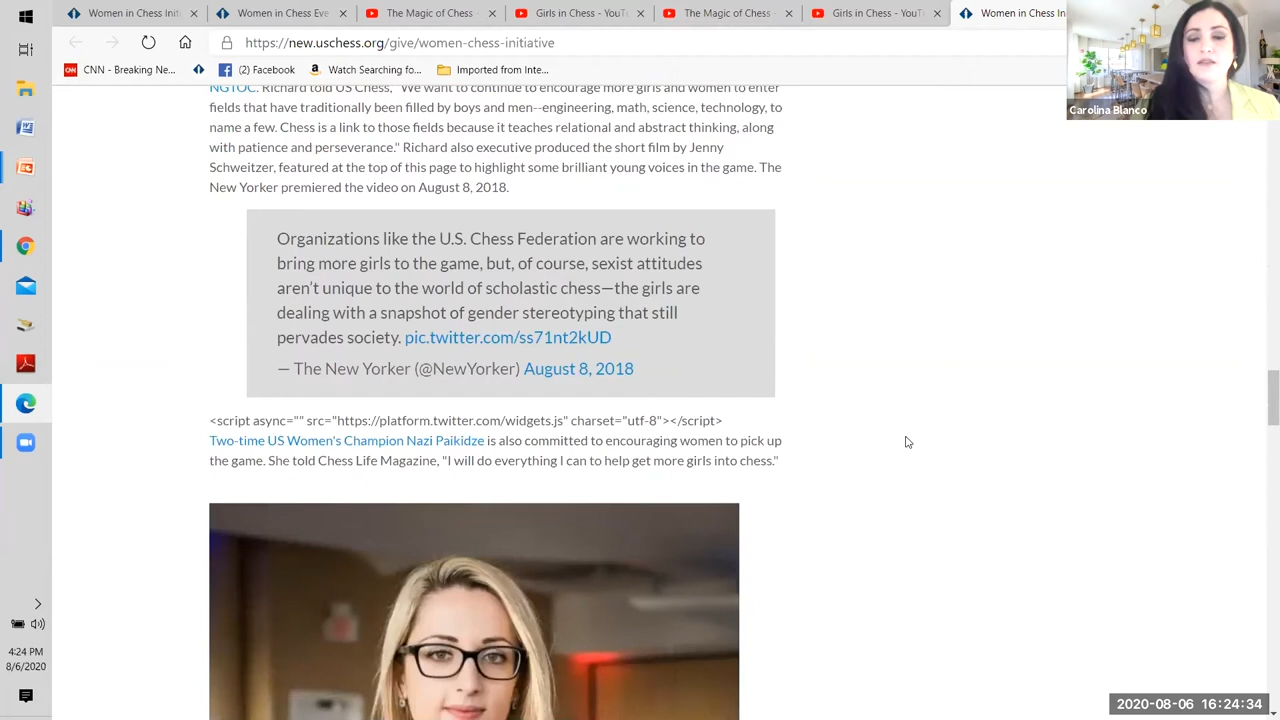 Women in Chess Init
Women in Chess Eve
The Magic of Chess -
Girls in Chess - YouT
The Magic of Chess -
Girls in Chess - YouT
Women in Chess In
https://new.uschess.org/give/women-chess-initiative
CNN - Breaking Ne...
(2) Facebook
Watch Searching fo...
Imported from Inte...
Carolina Blanco
NGTOC. Richard told US Chess, "We want to continue to encourage more girls and women to enter
fields that have traditionally been mined by boys and men--engineering, math, science, technology, to
name a few. Chess is a link to those fields because it teaches relational and abstract thinking, along
with patience and perseverance." Richard also executive produced the short film by Jenny
Schweitzer, featured at the top of this page to highlight some brilliant young voices in the game. The
New Yorker premiered the video on August 8, 2018.
Organizations like the U.S. Chess Federation are working to
bring more girls to the game, but, of course, sexist attitudes
aren't unique to the world of scholastic chess—the girls are
dealing with a snapshot of gender stereotyping that still
pervades society. pic.twitter.com/ss71nt2kUD
— The New Yorker (@NewYorker) August 8, 2018
<script async="" src="https://platform.twitter.com/widgets.js" charset="utf-8"></script>
Two-time US Women's Champion Nazi Paikidze is also committed to encouraging women to pick up
the game. She told Chess Life Magazine, "I will do everything I can to help get more girls into chess."
4:24 PM
8/6/2020
2020-08-06 16:24:34